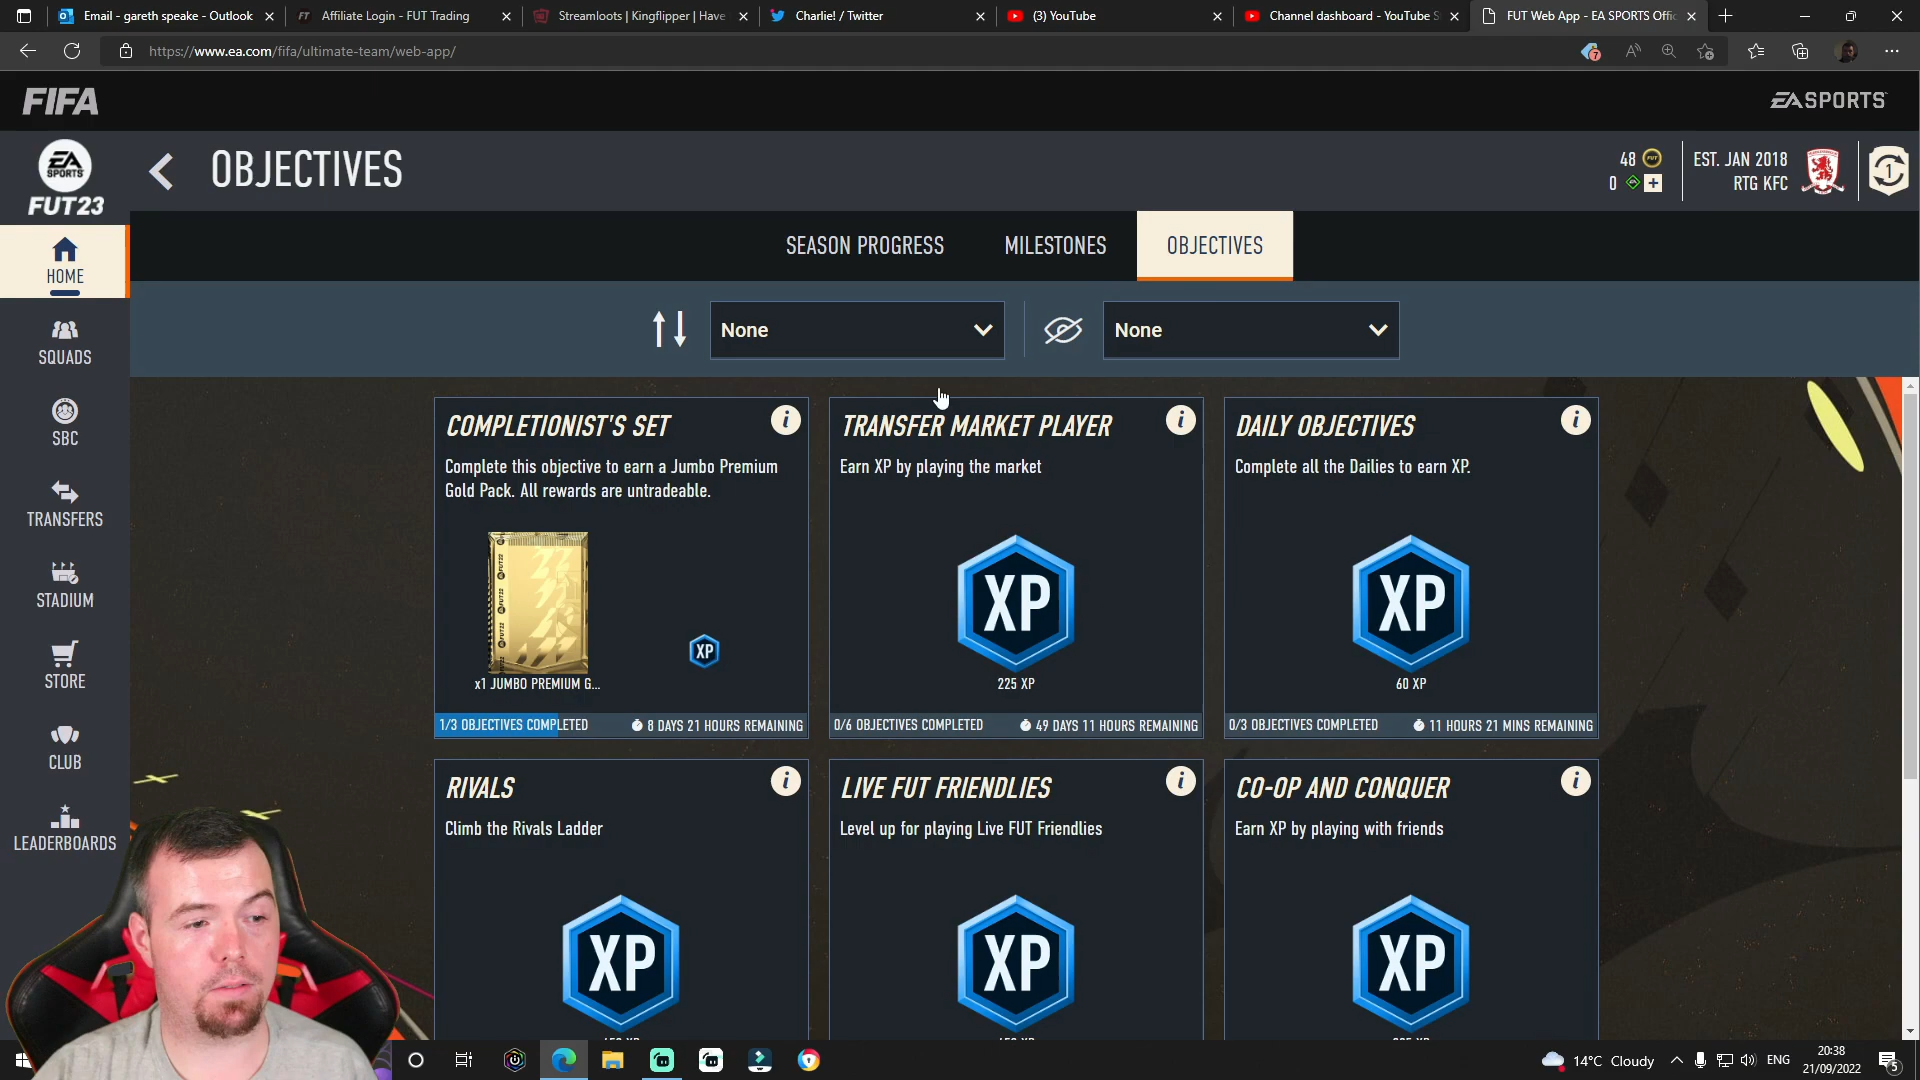 Email - gareth speake - Outlook
Affiliate Login - FUT Trading
Streamloots | Kingflipper | Have
Charlie! / Twitter
(3) YouTube
Channel dashboard - YouTube S
FUT Web App - EA SPORTS Offic
https://www.ea.com/fifa/ultimate-team/web-app/
7
FIFA
EA SPORTS
EA SPORTS
FUT23
OBJECTIVES
48
0
EST. JAN 2018
RTG KFC
1
HOME
SQUADS
SBC
TRANSFERS
STADIUM
STORE
CLUB
LEADERBOARDS
SEASON PROGRESS
MILESTONES
OBJECTIVES
None
None
COMPLETIONIST'S SET
Complete this objective to earn a Jumbo Premium
Gold Pack. All rewards are untradeable.
XP
x1 JUMBO PREMIUM G...
1/3 OBJECTIVES COMPLETED
8 DAYS 21 HOURS REMAINING
TRANSFER MARKET PLAYER
Earn XP by playing the market
XP
225 XP
0/6 OBJECTIVES COMPLETED
49 DAYS 11 HOURS REMAINING
DAILY OBJECTIVES
Complete all the Dailies to earn XP.
XP
60 XP
0/3 OBJECTIVES COMPLETED
11 HOURS 21 MINS REMAINING
RIVALS
Climb the Rivals Ladder
XP
LIVE FUT FRIENDLIES
Level up for playing Live FUT Friendlies
XP
CO-OP AND CONQUER
Earn XP by playing with friends
XP
14°C Cloudy
ENG
20:38
21/09/2022
5